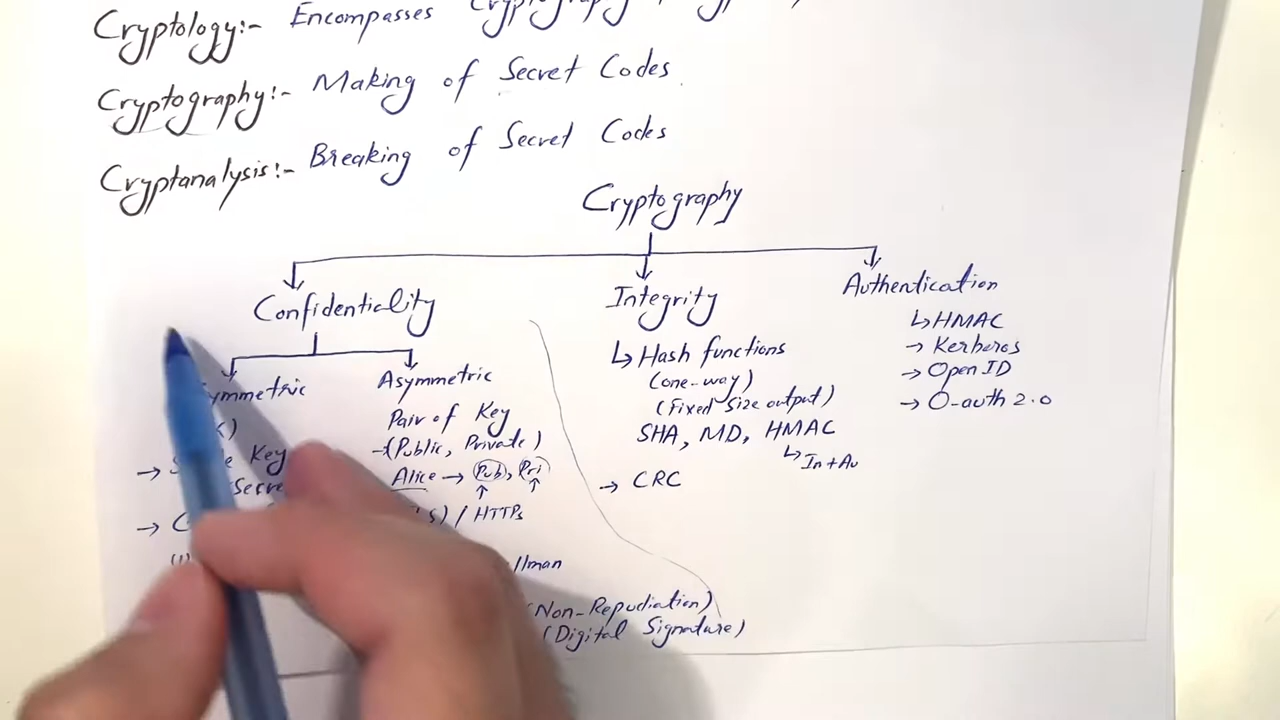 Cryptology:- Encompasses
Cryptography:- Making of Secret Codes
Cryptanalysis:- Breaking of Secret Codes
Cryptography
Confidentiality
Integrity
Authentication
↳ HMAC
→ Kerberos
→ Open ID
→ O-auth 2.0
↳ Hash functions
(one-way)
(Fixed size output)
SHA, MD, HMAC
↳ In + Au
→ CRC
Asymmetric
Pair of Key
(Public, Private)
Alice → Pub, Pri
/ HTTPs
(Non-Repudiation)
(Digital Signature)
Key